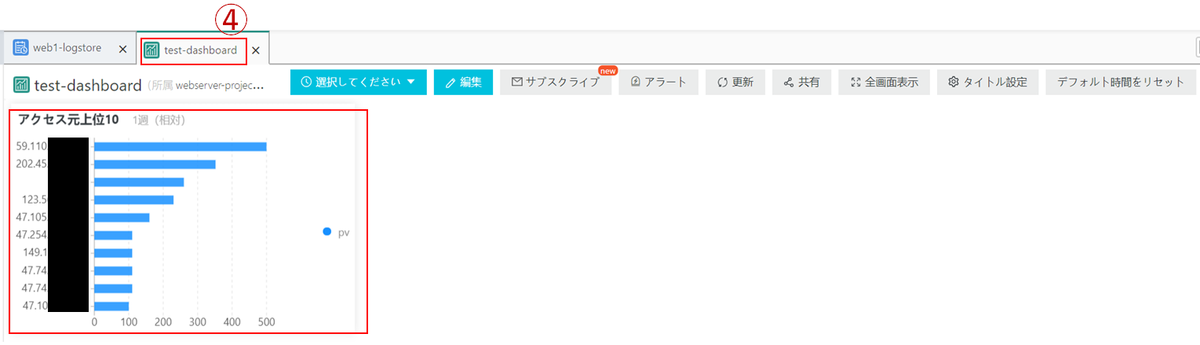 ④
web1-logstore ×
test-dashboard ×
test-dashboard (所属 webserver-projec...
選択してください
編集
サブスクライブ
new
アラート
更新
共有
全画面表示
タイトル設定
デフォルト時間をリセット
アクセス元上位10 1週 (相対)
59.110.
202.45.
123.5
47.105.
47.254.
149.1
47.74.
47.74.
47.10
pv
0 100 200 300 400 500